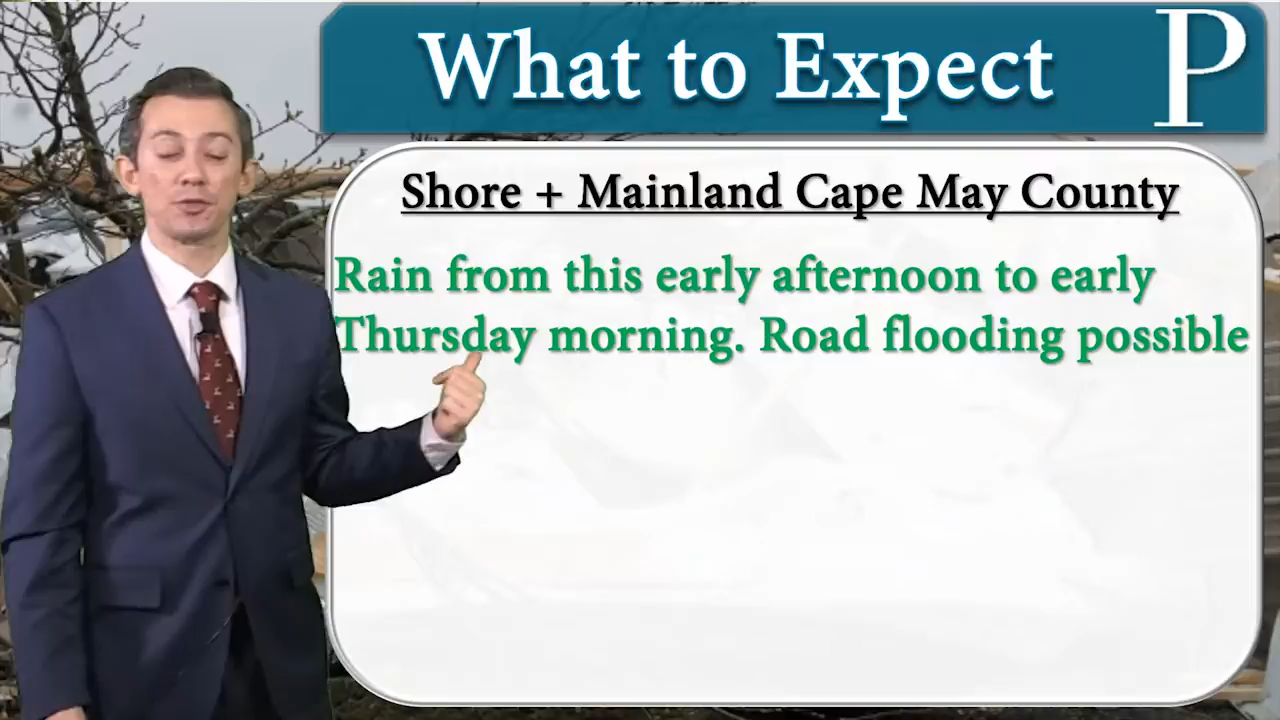 What to Expect
P
Shore + Mainland Cape May County
Rain from this early afternoon to early
Thursday morning. Road flooding possible